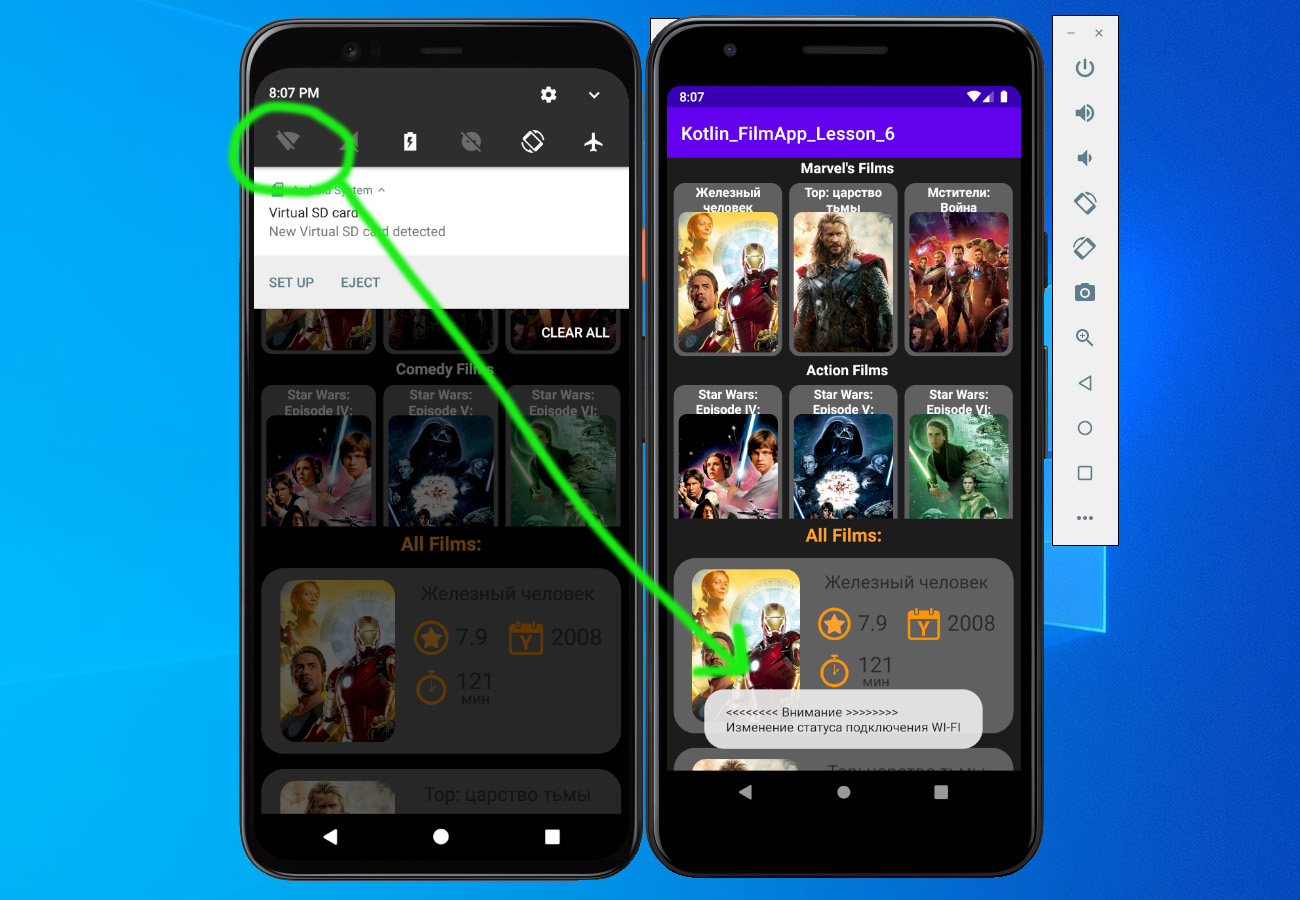 8:07 PM
Android System
Virtual SD card
New Virtual SD card detected
SET UP EJECT
CLEAR ALL
Comedy Films
Star Wars:
Episode IV:
Star Wars:
Episode V:
Star Wars:
Episode VI:
All Films:
Железный человек
7.9 2008
121
мин
Тор: царство тьмы
8:07
Kotlin_FilmApp_Lesson_6
Marvel's Films
Железный
человек
Тор: царство
тьмы
Мстители:
Война
Action Films
Star Wars:
Episode IV:
Star Wars:
Episode V:
Star Wars:
Episode VI:
All Films:
Железный человек
7.9 2008
121
мин
<<<<<<<< Внимание >>>>>>>>
Изменение статуса подключения WI-FI
Тор: царство тьмы